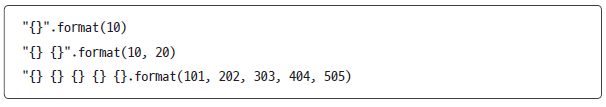 "{}".format(10)
"{} {}".format(10, 20)
"{} {} {} {} {}.format(101, 202, 303, 404, 505)